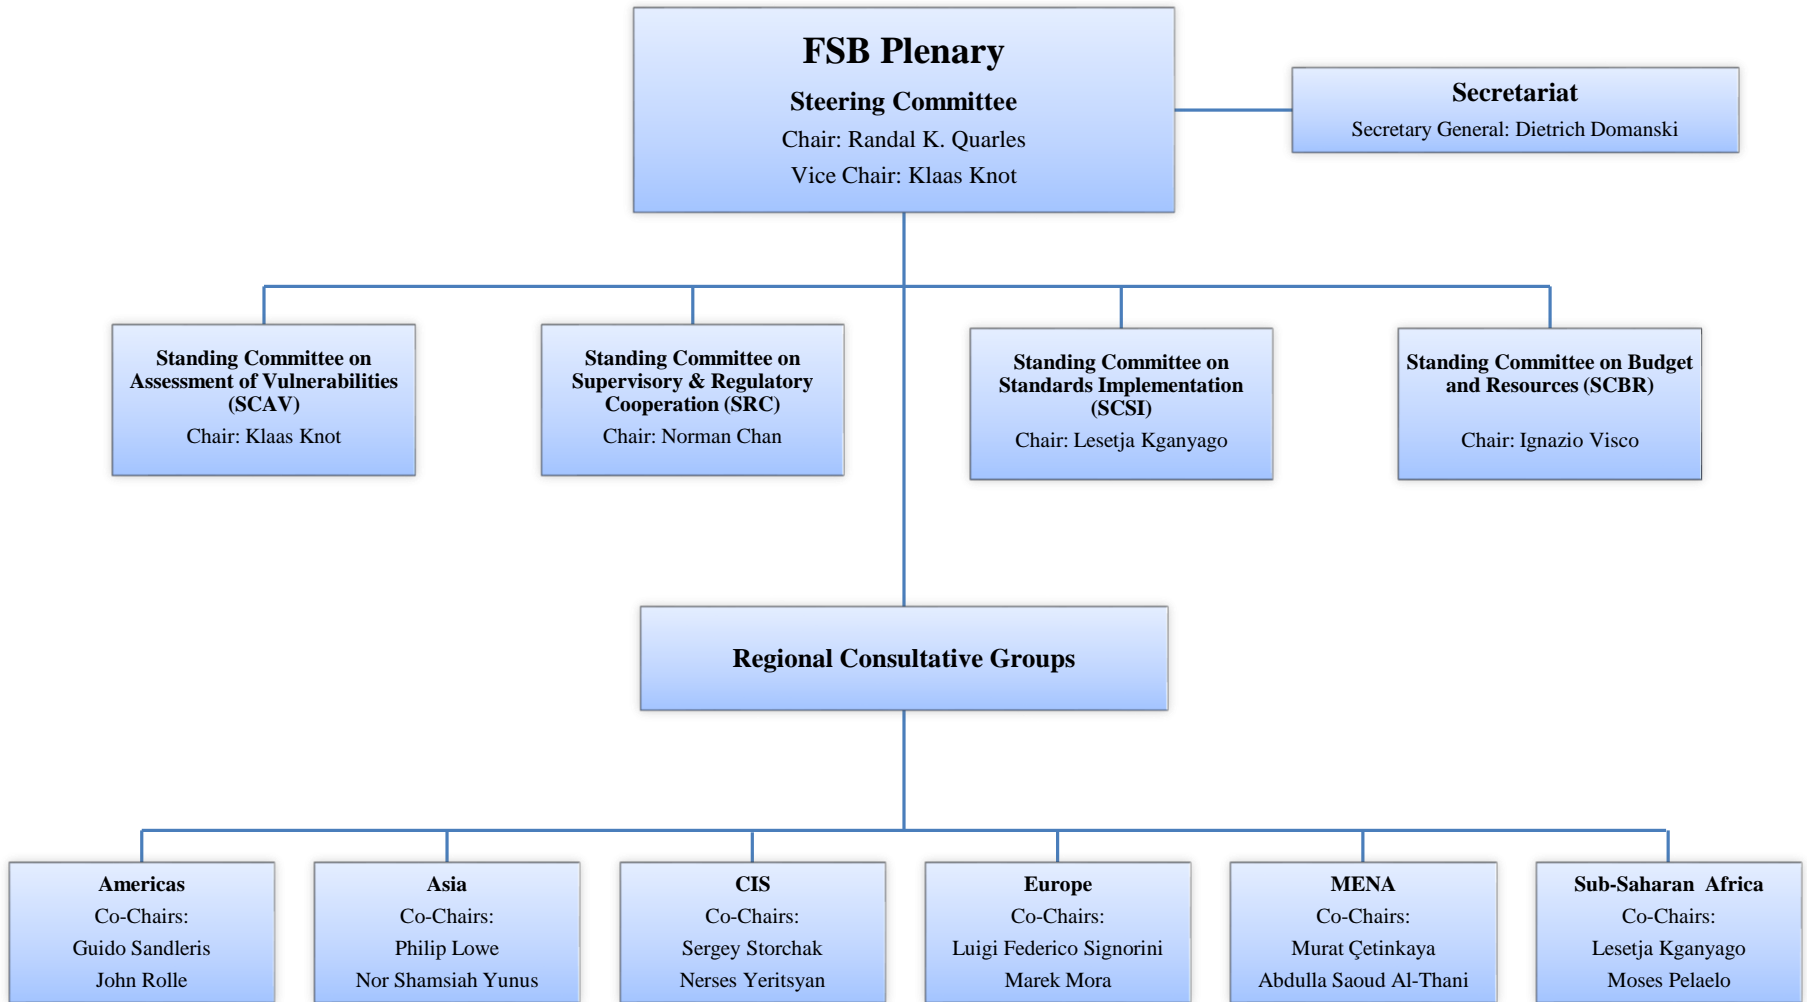 FSB Plenary
Steering Committee
Chair: Randal K. Quarles
Vice Chair: Klaas Knot
Secretariat
Secretary General: Dietrich Domanski
Standing Committee on
Assessment of Vulnerabilities
(SCAV)
Chair: Klaas Knot
Standing Committee on
Supervisory & Regulatory
Cooperation (SRC)
Chair: Norman Chan
Standing Committee on
Standards Implementation
(SCSI)
Chair: Lesetja Kganyago
Standing Committee on Budget
and Resources (SCBR)
Chair: Ignazio Visco
Regional Consultative Groups
Americas
Co-Chairs:
Guido Sandleris
John Rolle
Asia
Co-Chairs:
Philip Lowe
Nor Shamsiah Yunus
CIS
Co-Chairs:
Sergey Storchak
Nerses Yeritsyan
Europe
Co-Chairs:
Luigi Federico Signorini
Marek Mora
MENA
Co-Chairs:
Murat Çetinkaya
Abdulla Saoud Al-Thani
Sub-Saharan Africa
Co-Chairs:
Lesetja Kganyago
Moses Pelaelo